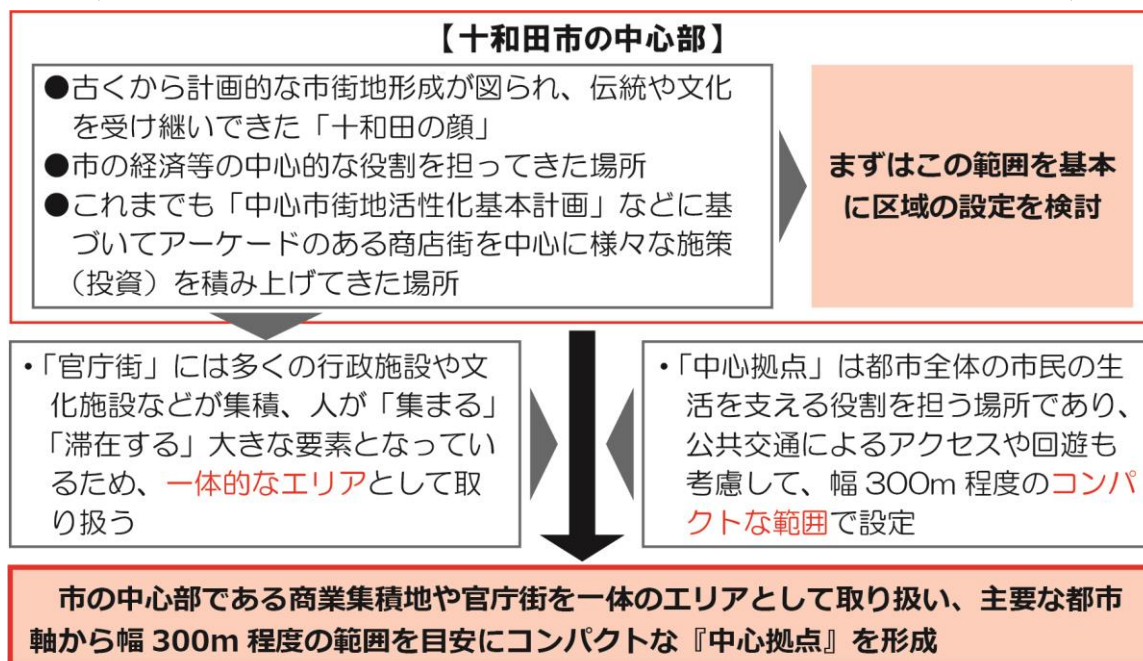 【十和田市の中心部】
●古くから計画的な市街地形成が図られ、伝統や文化
を受け継いできた「十和田の顔」
●市の経済等の中心的な役割を担ってきた場所
●これまでも「中心市街地活性化基本計画」などに基
づいてアーケードのある商店街を中心に様々な施策
（投資）を積み上げてきた場所
まずはこの範囲を基本
に区域の設定を検討
・「官庁街」には多くの行政施設や文
化施設などが集積、人が「集まる」
「滞在する」大きな要素となってい
るため、一体的なエリアとして取
り扱う
・「中心拠点」は都市全体の市民の生
活を支える役割を担う場所であり、
公共交通によるアクセスや回遊も
考慮して、幅 300m 程度のコンパ
クトな範囲で設定
市の中心部である商業集積地や官庁街を一体のエリアとして取り扱い、主要な都市
軸から幅 300m 程度の範囲を目安にコンパクトな『中心拠点』を形成